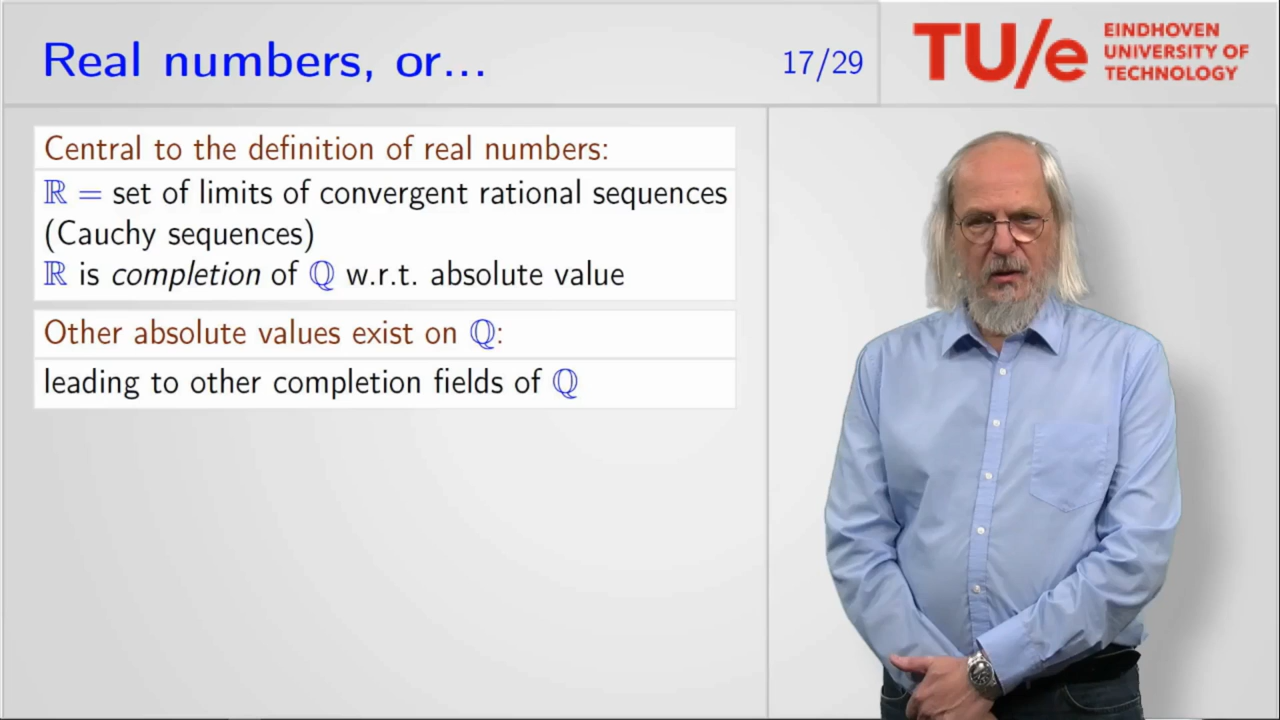 Real numbers, or...
17/29
TU/e
EINDHOVEN
UNIVERSITY OF
TECHNOLOGY
Central to the definition of real numbers:
ℝ = set of limits of convergent rational sequences
(Cauchy sequences)
ℝ is completion of ℚ w.r.t. absolute value
Other absolute values exist on ℚ:
leading to other completion fields of ℚ